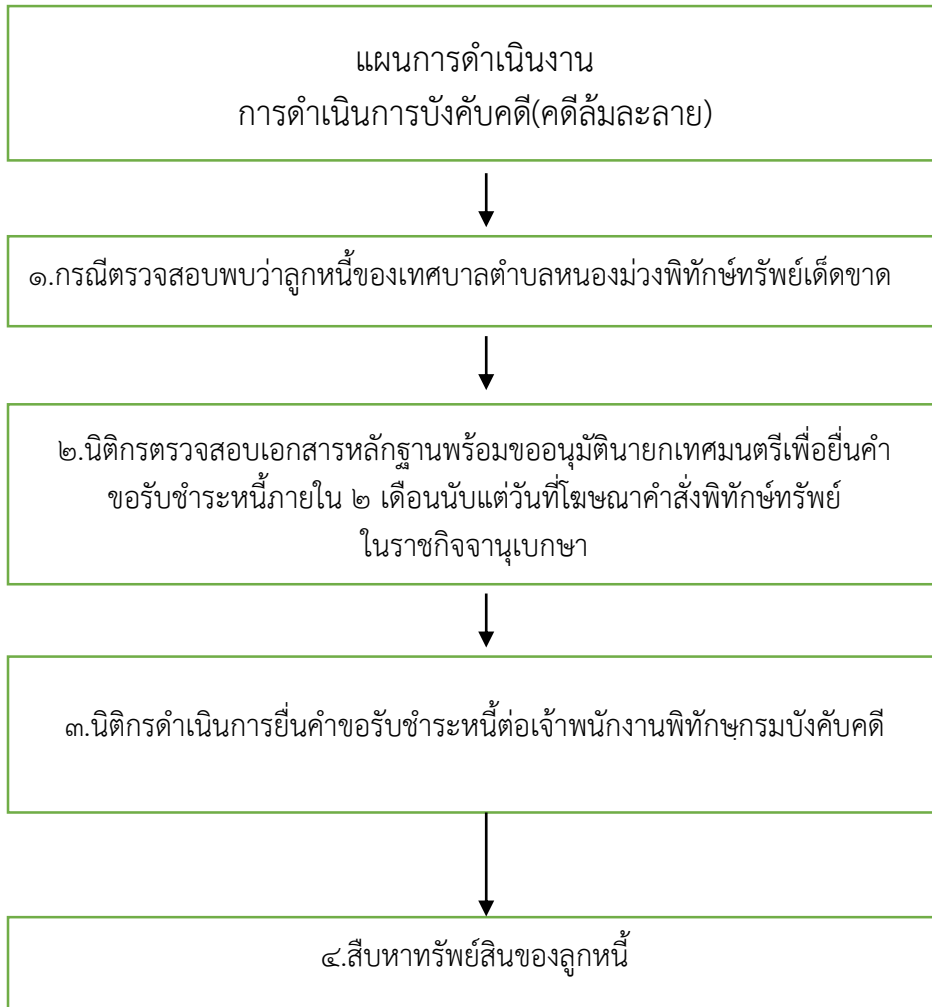 แผนการดำเนินงาน
การดำเนินการบังคับคดี(คดีล้มละลาย)
๑.กรณีตรวจสอบพบว่าลูกหนี้ของเทศบาลตำบลหนองม่วงพิทักษ์ทรัพย์เด็ดขาด
๒.นิติกรตรวจสอบเอกสารหลักฐานพร้อมขออนุมัตินายกเทศมนตรีเพื่อยื่นคำ
ขอรับชำระหนี้ภายใน ๒ เดือนนับแต่วันที่โฆษณาคำสั่งพิทักษ์ทรัพย์
ในราชกิจจานุเบกษา
๓.นิติกรดำเนินการยื่นคำขอรับชำระหนี้ต่อเจ้าพนักงานพิทักษฺกรมบังคับคดี
๔.สืบหาทรัพย์สินของลูกหนี้